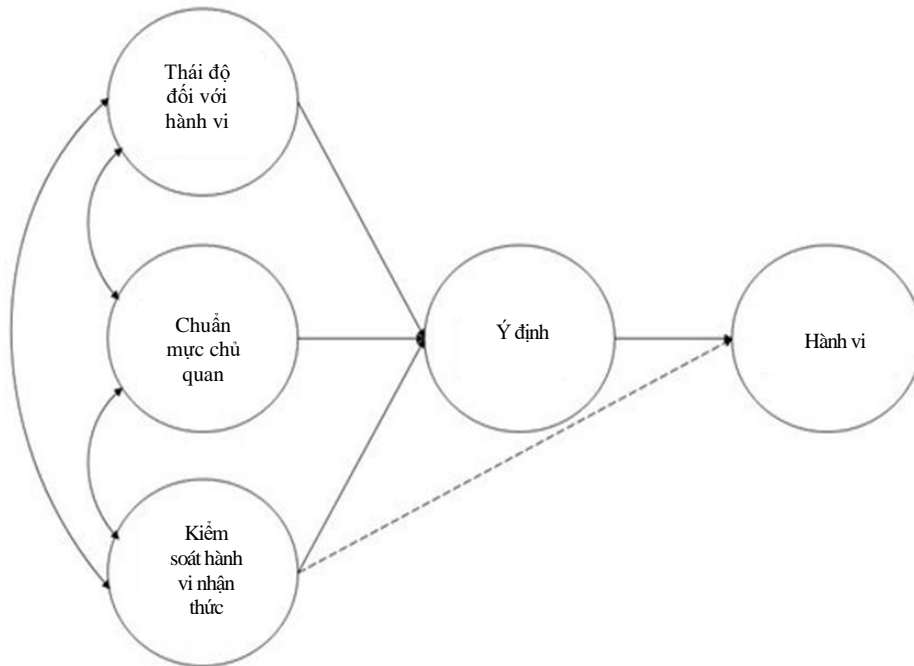 Thái độ
đối với
hành vi
Chuẩn
mực chủ
quan
Ý định
Hành vi
Kiểm
soát hành
vi nhận
thức